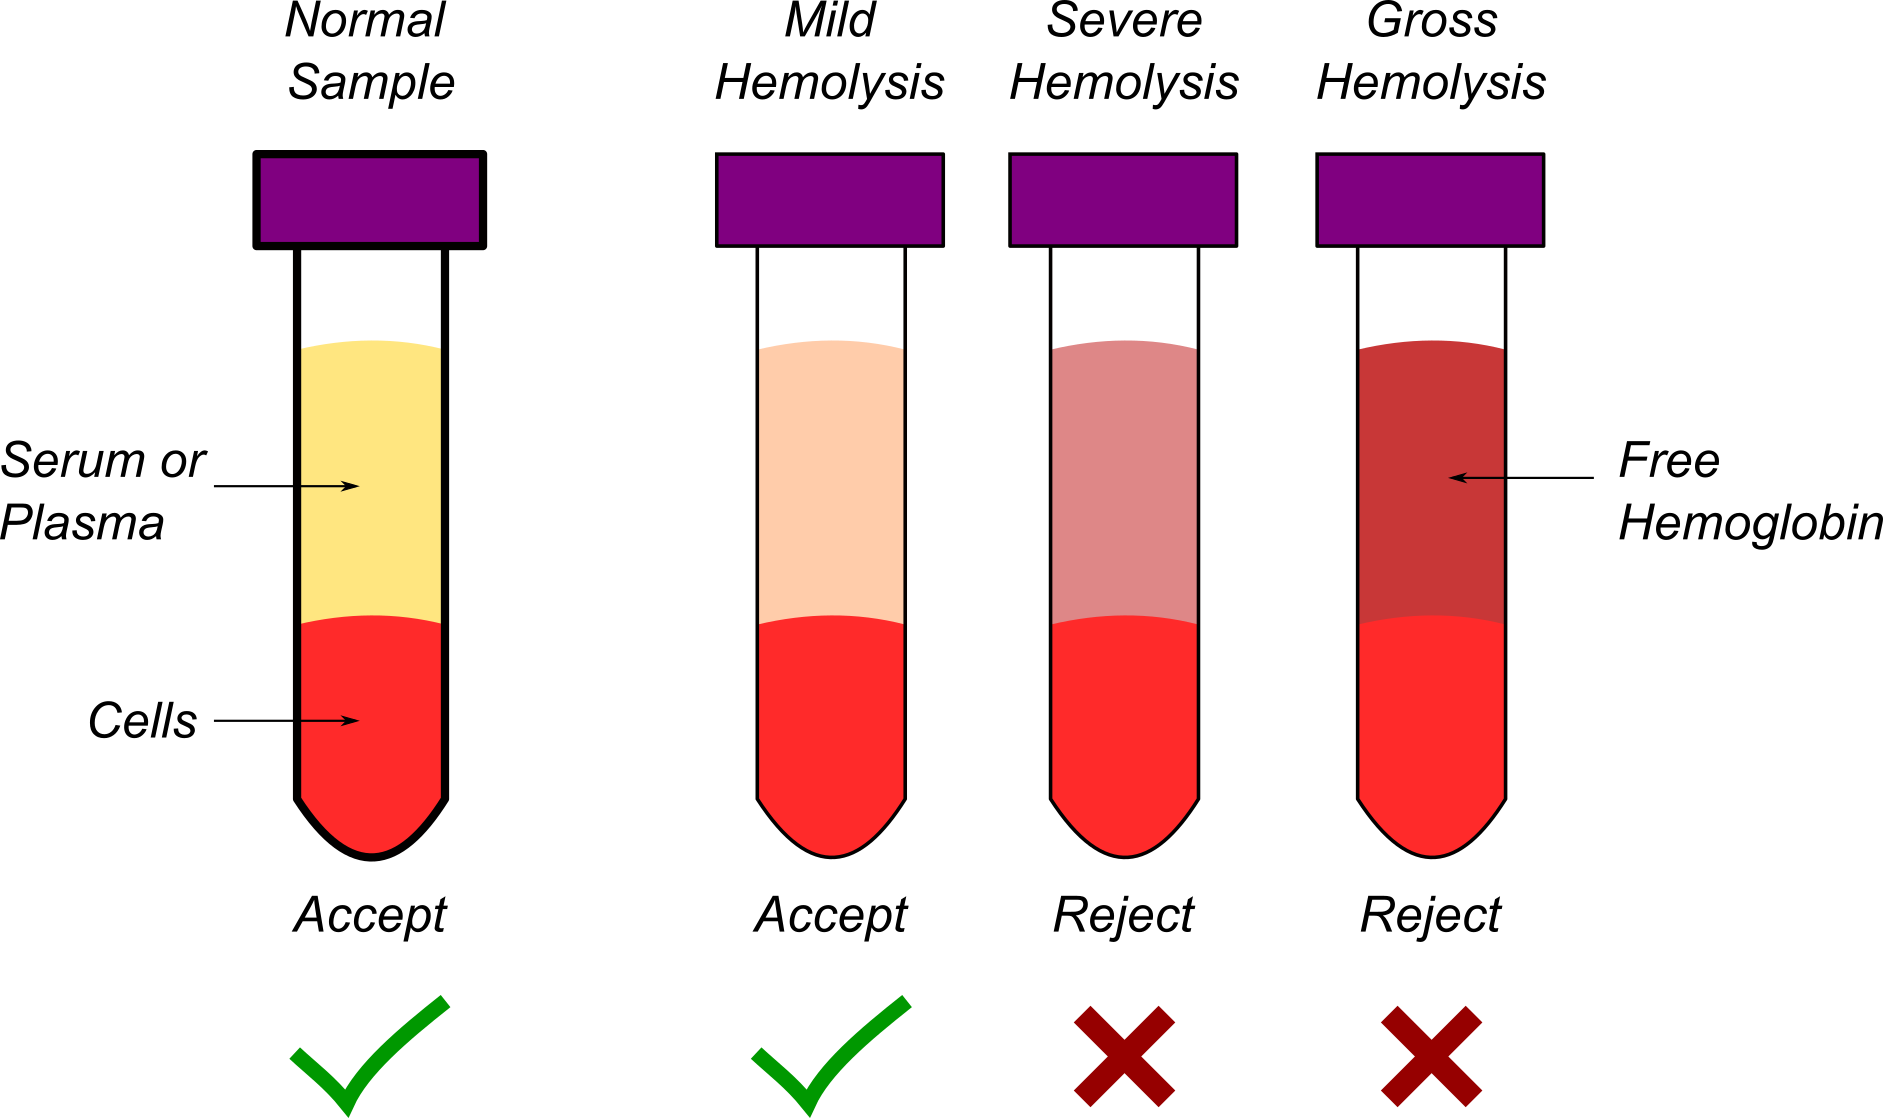 Normal
Sample
Mild
Hemolysis
Severe
Hemolysis
Gross
Hemolysis
Serum or
Plasma
Cells
Free
Hemoglobin
Accept
Accept
Reject
Reject